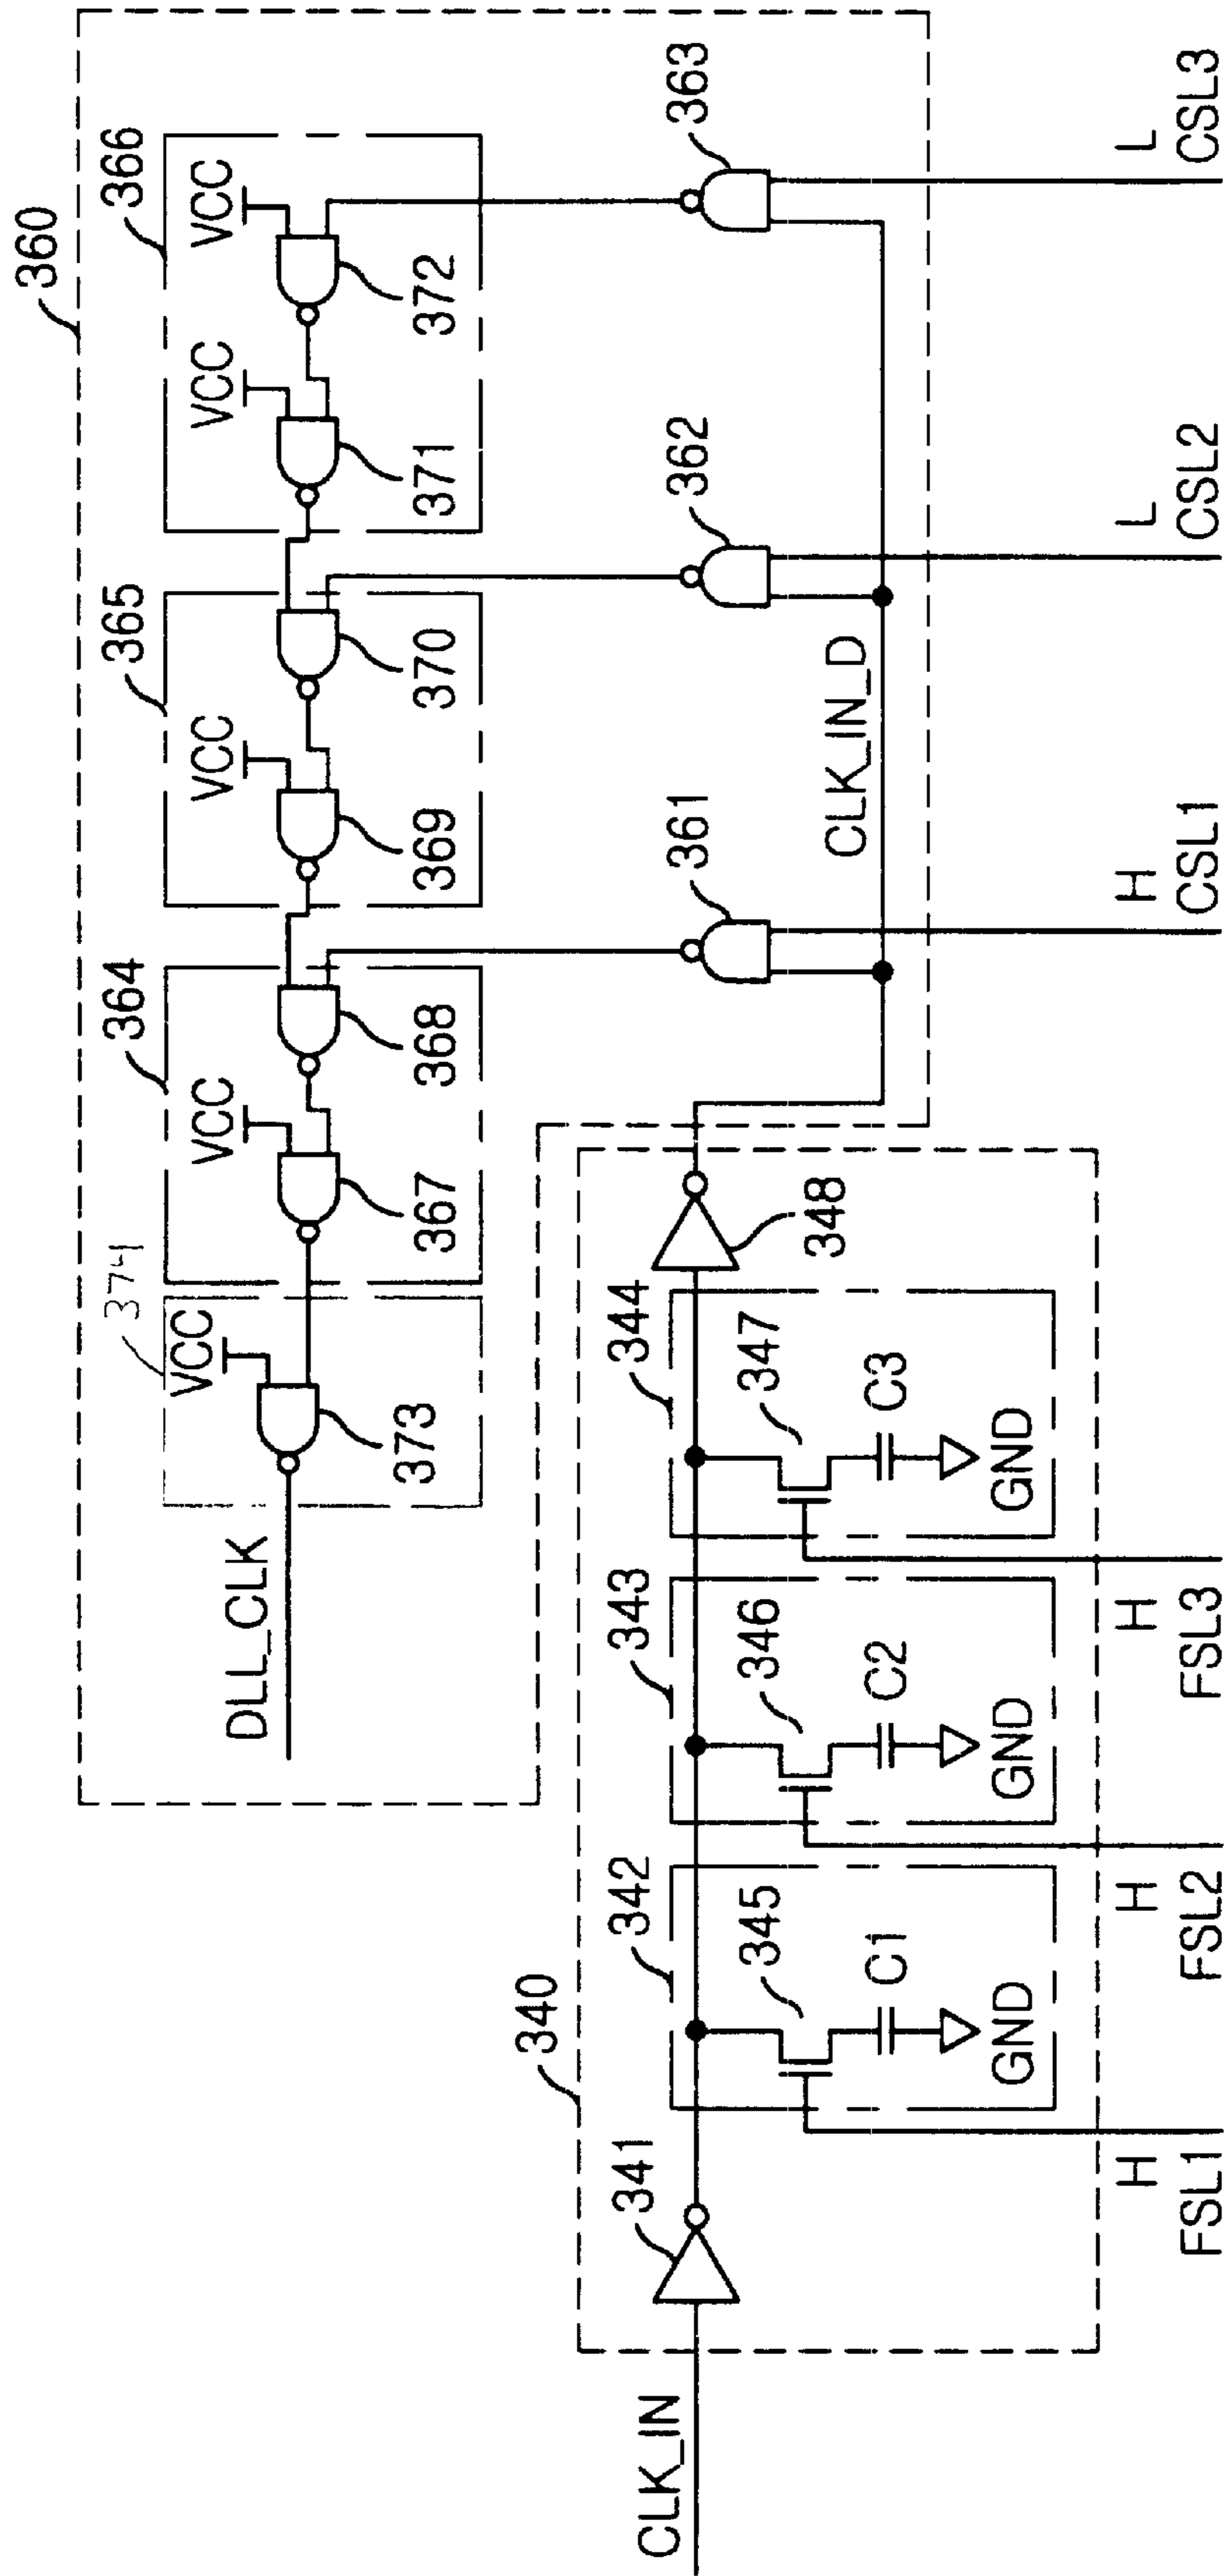 360
366
VCC
372
VCC
371
365
370
VCC
369
364
368
VCC
367
374
VCC
373
DLL_CLK
363
362
361
CLK_IN_D
L
CSL3
L
CSL2
H
CSL1
340
341
342
345
C1
GND
343
346
C2
GND
344
347
C3
GND
348
CLK_IN
H
FSL1
H
FSL2
H
FSL3